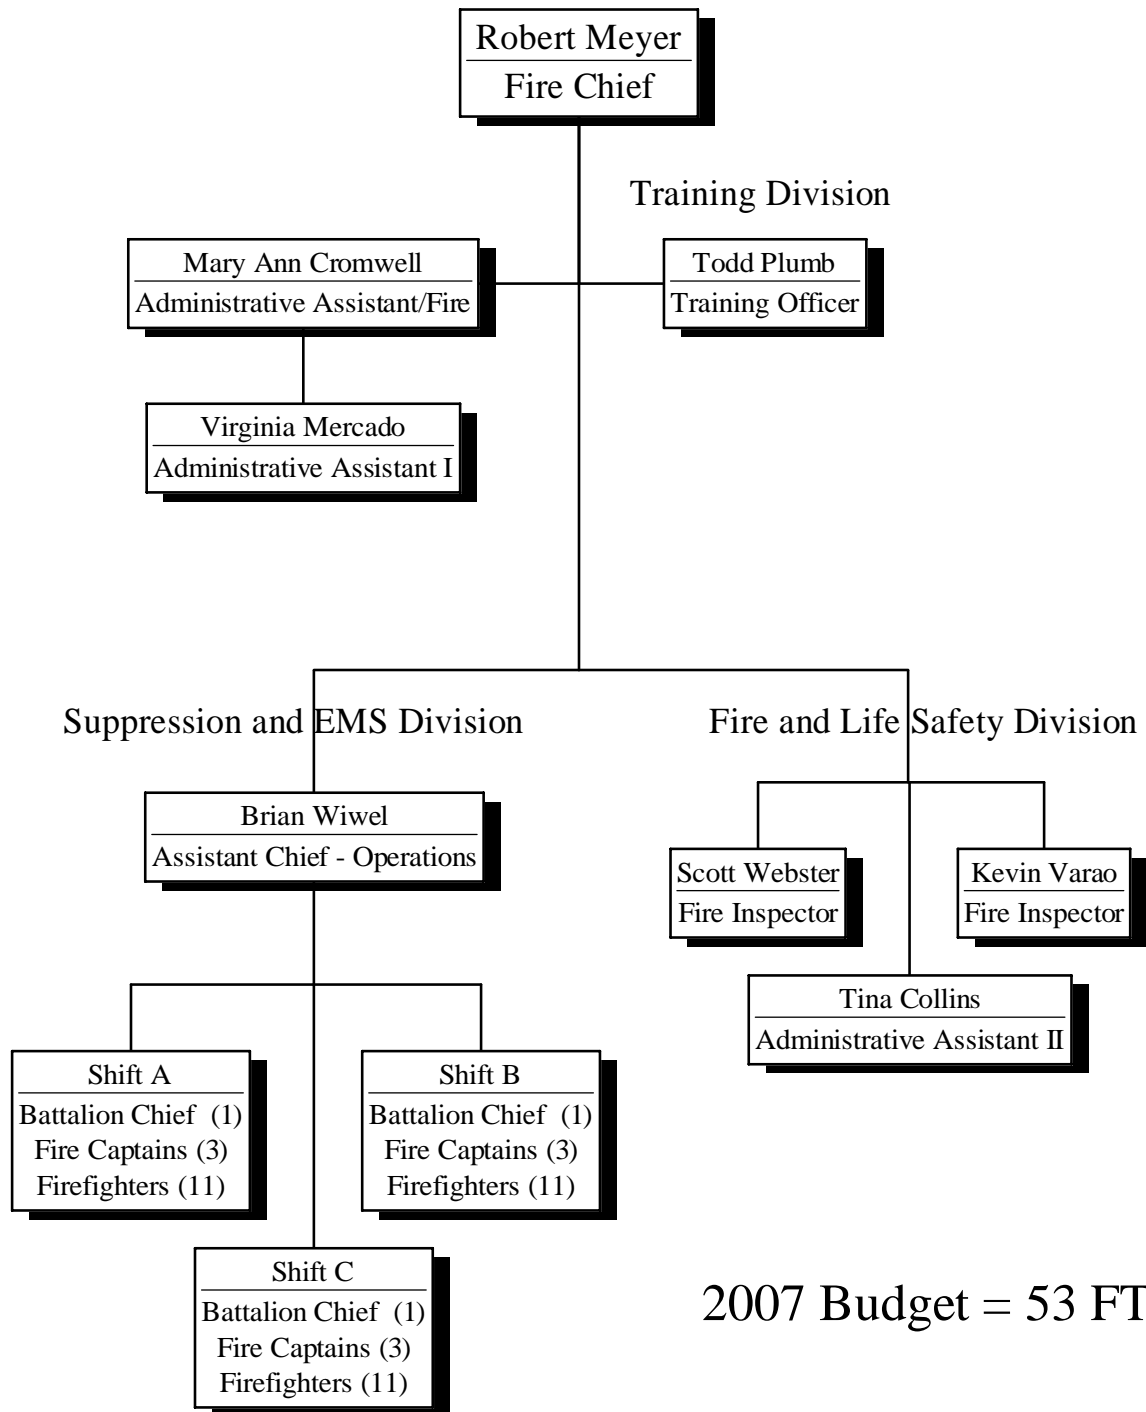 Robert Meyer
Fire Chief
Training Division
Mary Ann Cromwell
Administrative Assistant/Fire
Todd Plumb
Training Officer
Virginia Mercado
Administrative Assistant I
Suppression and EMS Division
Fire and Life Safety Division
Brian Wiwel
Assistant Chief - Operations
Scott Webster
Fire Inspector
Kevin Varao
Fire Inspector
Tina Collins
Administrative Assistant II
Shift A
Battalion Chief (1)
Fire Captains (3)
Firefighters (11)
Shift B
Battalion Chief (1)
Fire Captains (3)
Firefighters (11)
Shift C
Battalion Chief (1)
Fire Captains (3)
Firefighters (11)
2007 Budget = 53 FT